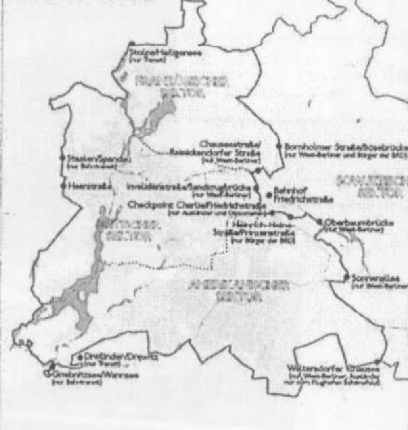 Stolpe/Heiligensee
(nur Transit)
FRANZÖSISCHER
SEKTOR
Chausseestraße/
Reinickendorfer Straße
(nur West-Berliner)
Bornholmer Straße/Bösebrücke
(nur West-Berliner und Bürger der BRD)
Staaken/Spandau
(nur Bahntransit)
Heerstraße
Invalidenstraße/Sandkrugbrücke
(nur West-Berliner)
Bahnhof
Friedrichstraße
SOWJETISCHER
SEKTOR
Checkpoint Charlie/Friedrichstraße
(nur Ausländer und Diplomaten)
BRITISCHER
SEKTOR
Heinrich-Heine-
Straße/Prinzenstraße
(nur Bürger der BRD)
Oberbaumbrücke
(nur West-Berliner)
Sonnenallee
(nur West-Berliner)
AMERIKANISCHER
SEKTOR
Dreilinden/Drewitz
(nur Transit)
Griebnitzsee/Wannsee
(nur Bahntransit)
Waltersdorfer Chaussee
(nur West-Berliner, Ausländer
nur zum Flughafen Schönefeld)